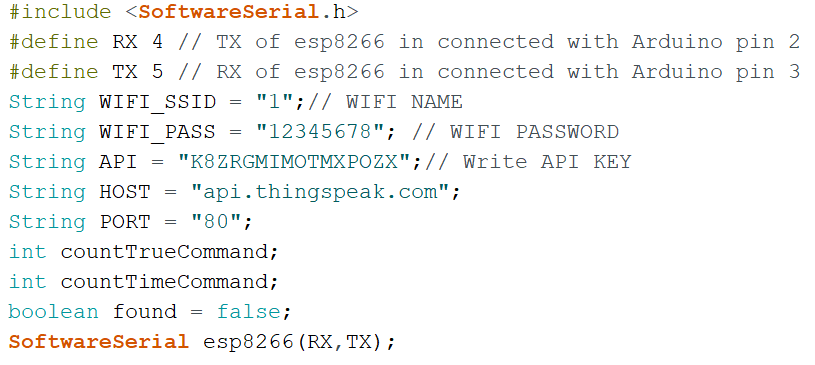 #include <SoftwareSerial.h>
#define RX 4 // TX of esp8266 in connected with Arduino pin 2
#define TX 5 // RX of esp8266 in connected with Arduino pin 3
String WIFI_SSID = "1";// WIFI NAME
String WIFI_PASS = "12345678"; // WIFI PASSWORD
String API = "K8ZRGMIMOTMXPOZX";// Write API KEY
String HOST = "api.thingspeak.com";
String PORT = "80";
int countTrueCommand;
int countTimeCommand;
boolean found = false;
SoftwareSerial esp8266(RX,TX);